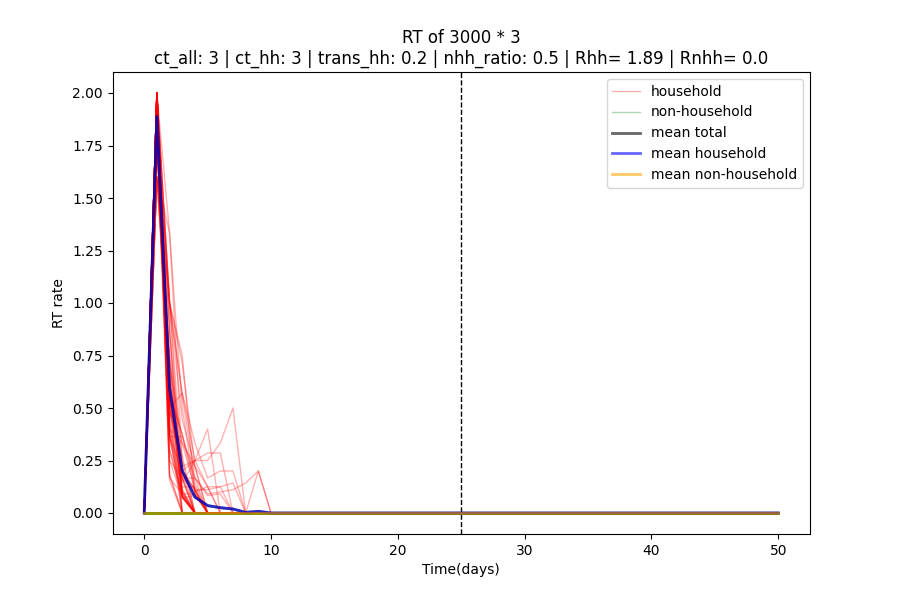 RT of 3000 * 3
ct_all: 3 | ct_hh: 3 | trans_hh: 0.2 | nhh_ratio: 0.5 | Rhh= 1.89 | Rnhh= 0.0
household
non-household
mean total
mean household
mean non-household
2.00
1.75
1.50
1.25
1.00
0.75
0.50
0.25
0.00
RT rate
0 10 20 30 40 50
Time(days)